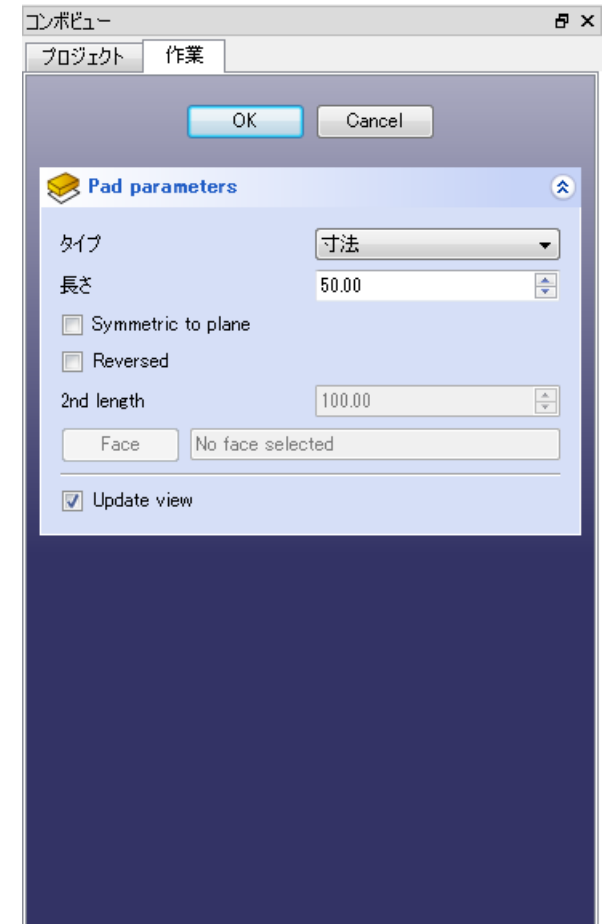 コンボビュー
プロジェクト 作業
OK Cancel
Pad parameters
タイプ 寸法
長さ 50.00
Symmetric to plane
Reversed
2nd length 100.00
Face No face selected
Update view